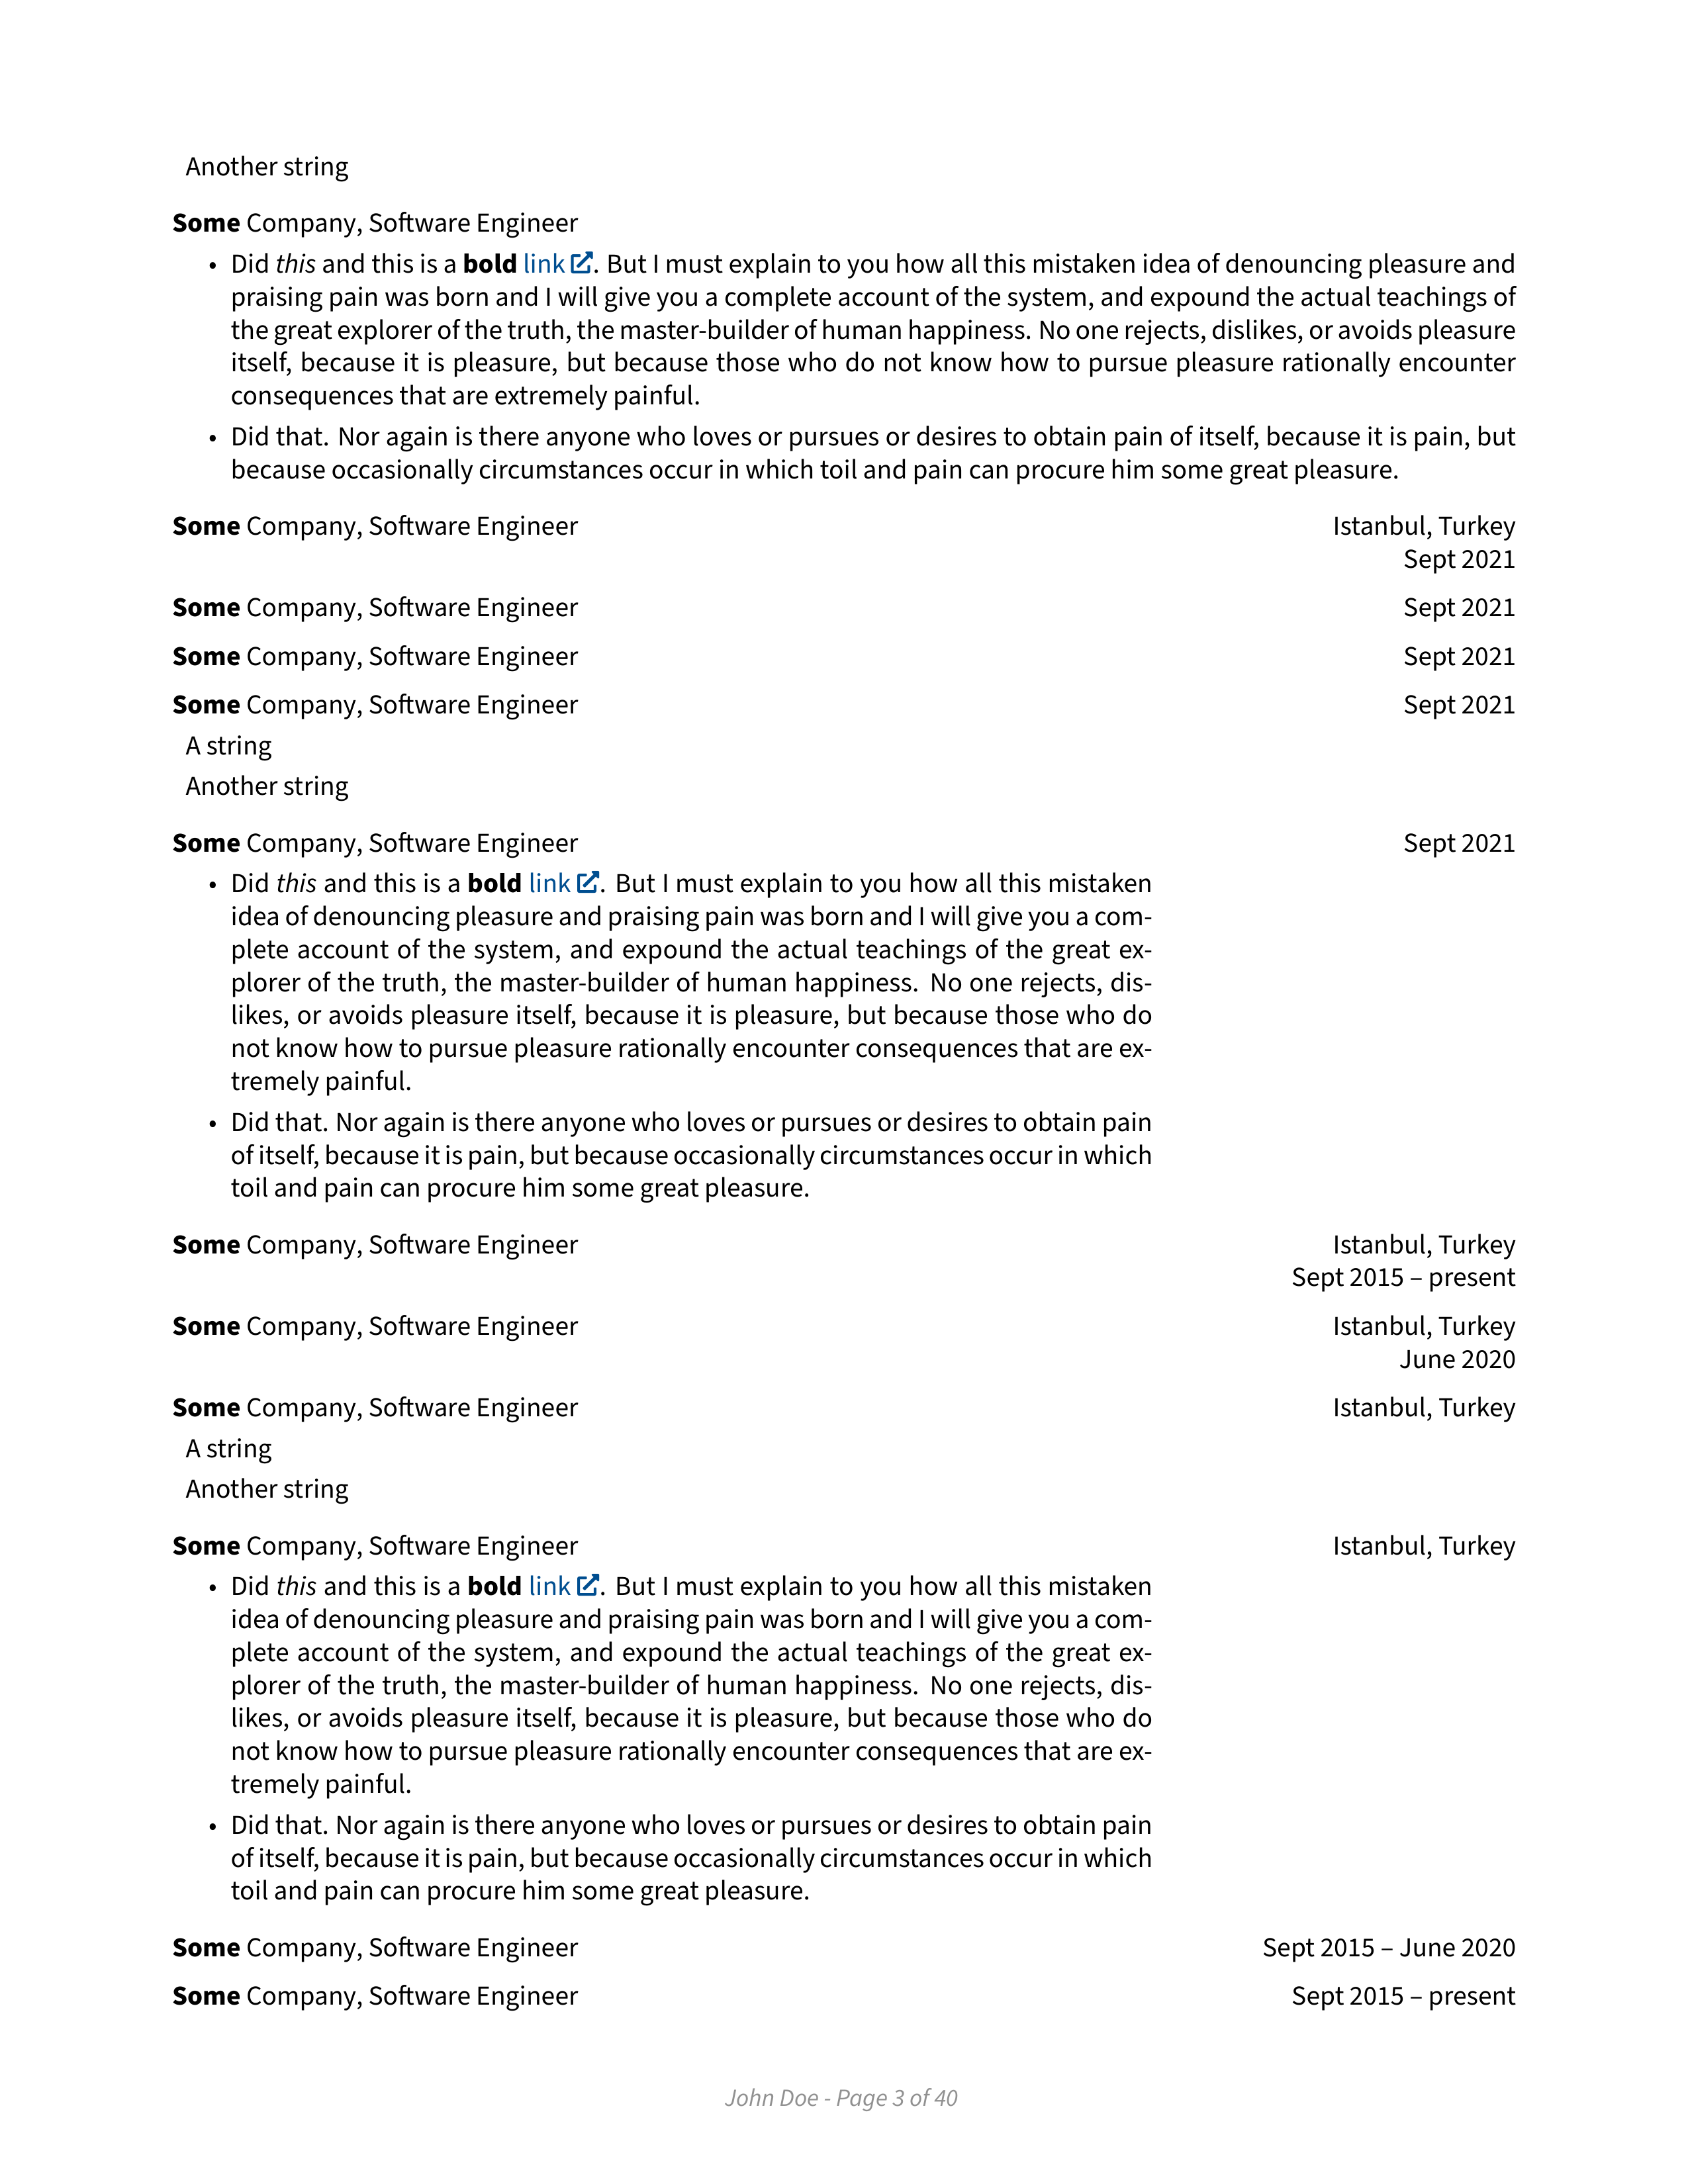 Another string
Some Company, Software Engineer
• Did this and this is a bold link. But I must explain to you how all this mistaken idea of denouncing pleasure and
praising pain was born and I will give you a complete account of the system, and expound the actual teachings of
the great explorer of the truth, the master-builder of human happiness. No one rejects, dislikes, or avoids pleasure
itself, because it is pleasure, but because those who do not know how to pursue pleasure rationally encounter
consequences that are extremely painful.
• Did that. Nor again is there anyone who loves or pursues or desires to obtain pain of itself, because it is pain, but
because occasionally circumstances occur in which toil and pain can procure him some great pleasure.
Some Company, Software Engineer Istanbul, Turkey
Sept 2021
Some Company, Software Engineer Sept 2021
Some Company, Software Engineer Sept 2021
Some Company, Software Engineer Sept 2021
A string
Another string
Some Company, Software Engineer Sept 2021
• Did this and this is a bold link. But I must explain to you how all this mistaken
idea of denouncing pleasure and praising pain was born and I will give you a com-
plete account of the system, and expound the actual teachings of the great ex-
plorer of the truth, the master-builder of human happiness. No one rejects, dis-
likes, or avoids pleasure itself, because it is pleasure, but because those who do
not know how to pursue pleasure rationally encounter consequences that are ex-
tremely painful.
• Did that. Nor again is there anyone who loves or pursues or desires to obtain pain
of itself, because it is pain, but because occasionally circumstances occur in which
toil and pain can procure him some great pleasure.
Some Company, Software Engineer Istanbul, Turkey
Sept 2015 – present
Some Company, Software Engineer Istanbul, Turkey
June 2020
Some Company, Software Engineer Istanbul, Turkey
A string
Another string
Some Company, Software Engineer Istanbul, Turkey
• Did this and this is a bold link. But I must explain to you how all this mistaken
idea of denouncing pleasure and praising pain was born and I will give you a com-
plete account of the system, and expound the actual teachings of the great ex-
plorer of the truth, the master-builder of human happiness. No one rejects, dis-
likes, or avoids pleasure itself, because it is pleasure, but because those who do
not know how to pursue pleasure rationally encounter consequences that are ex-
tremely painful.
• Did that. Nor again is there anyone who loves or pursues or desires to obtain pain
of itself, because it is pain, but because occasionally circumstances occur in which
toil and pain can procure him some great pleasure.
Some Company, Software Engineer Sept 2015 – June 2020
Some Company, Software Engineer Sept 2015 – present
John Doe - Page 3 of 40